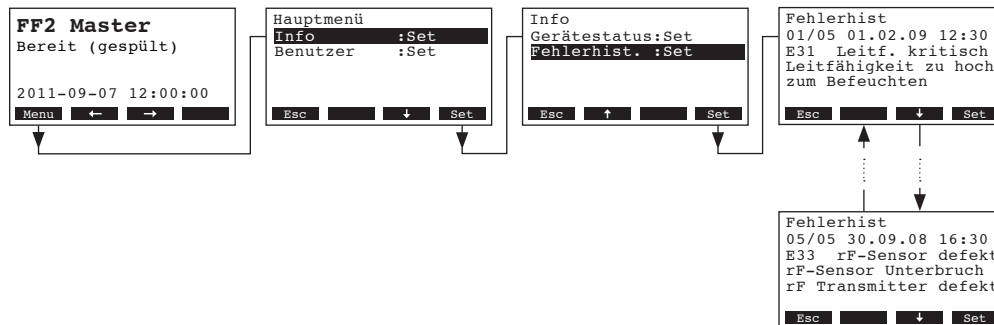 FF2 Master
Bereit (gespült)
2011-09-07 12:00:00
Menu ← →
Hauptmenü
Info :Set
Benutzer :Set
Esc ↓ Set
Info
Gerätestatus:Set
Fehlerhist. :Set
Esc ↑ Set
Fehlerhist
01/05 01.02.09 12:30
E31 Leitf. kritisch
Leitfähigkeit zu hoch
zum Befeuchten
Esc ↓ Set
Fehlerhist
05/05 30.09.08 16:30
E33 rF-Sensor defekt
rF-Sensor Unterbruch
rF Transmitter defekt
Esc ↓ Set